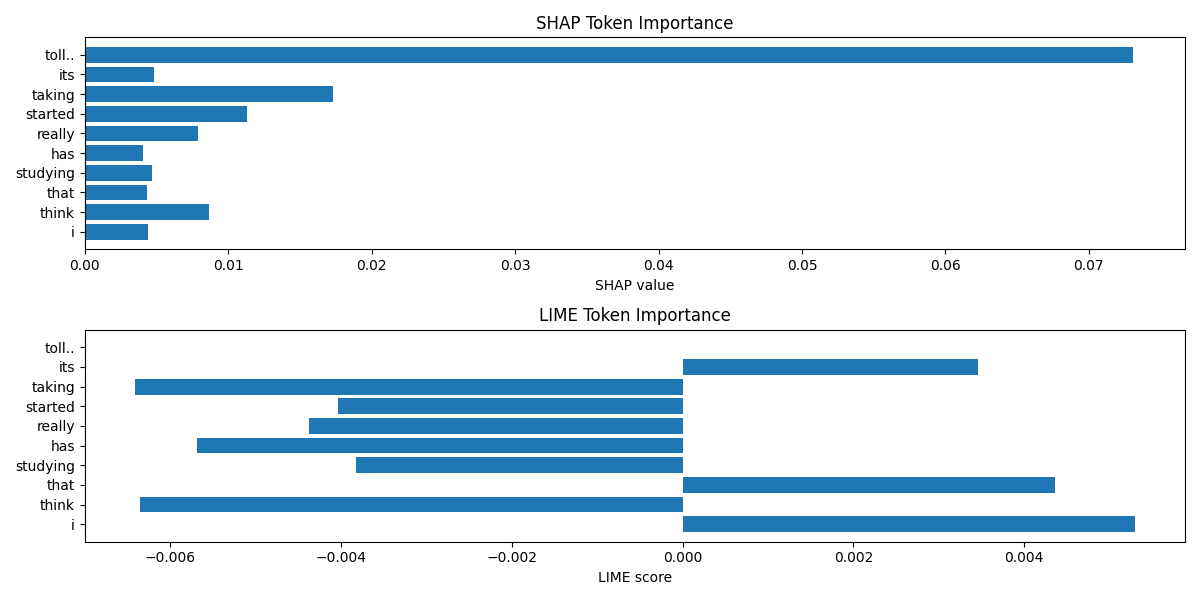 SHAP Token Importance
toll..
its
taking
started
really
has
studying
that
think
i
0.00 0.01 0.02 0.03 0.04 0.05 0.06 0.07
SHAP value
LIME Token Importance
toll..
its
taking
started
really
has
studying
that
think
i
−0.006 −0.004 −0.002 0.000 0.002 0.004
LIME score